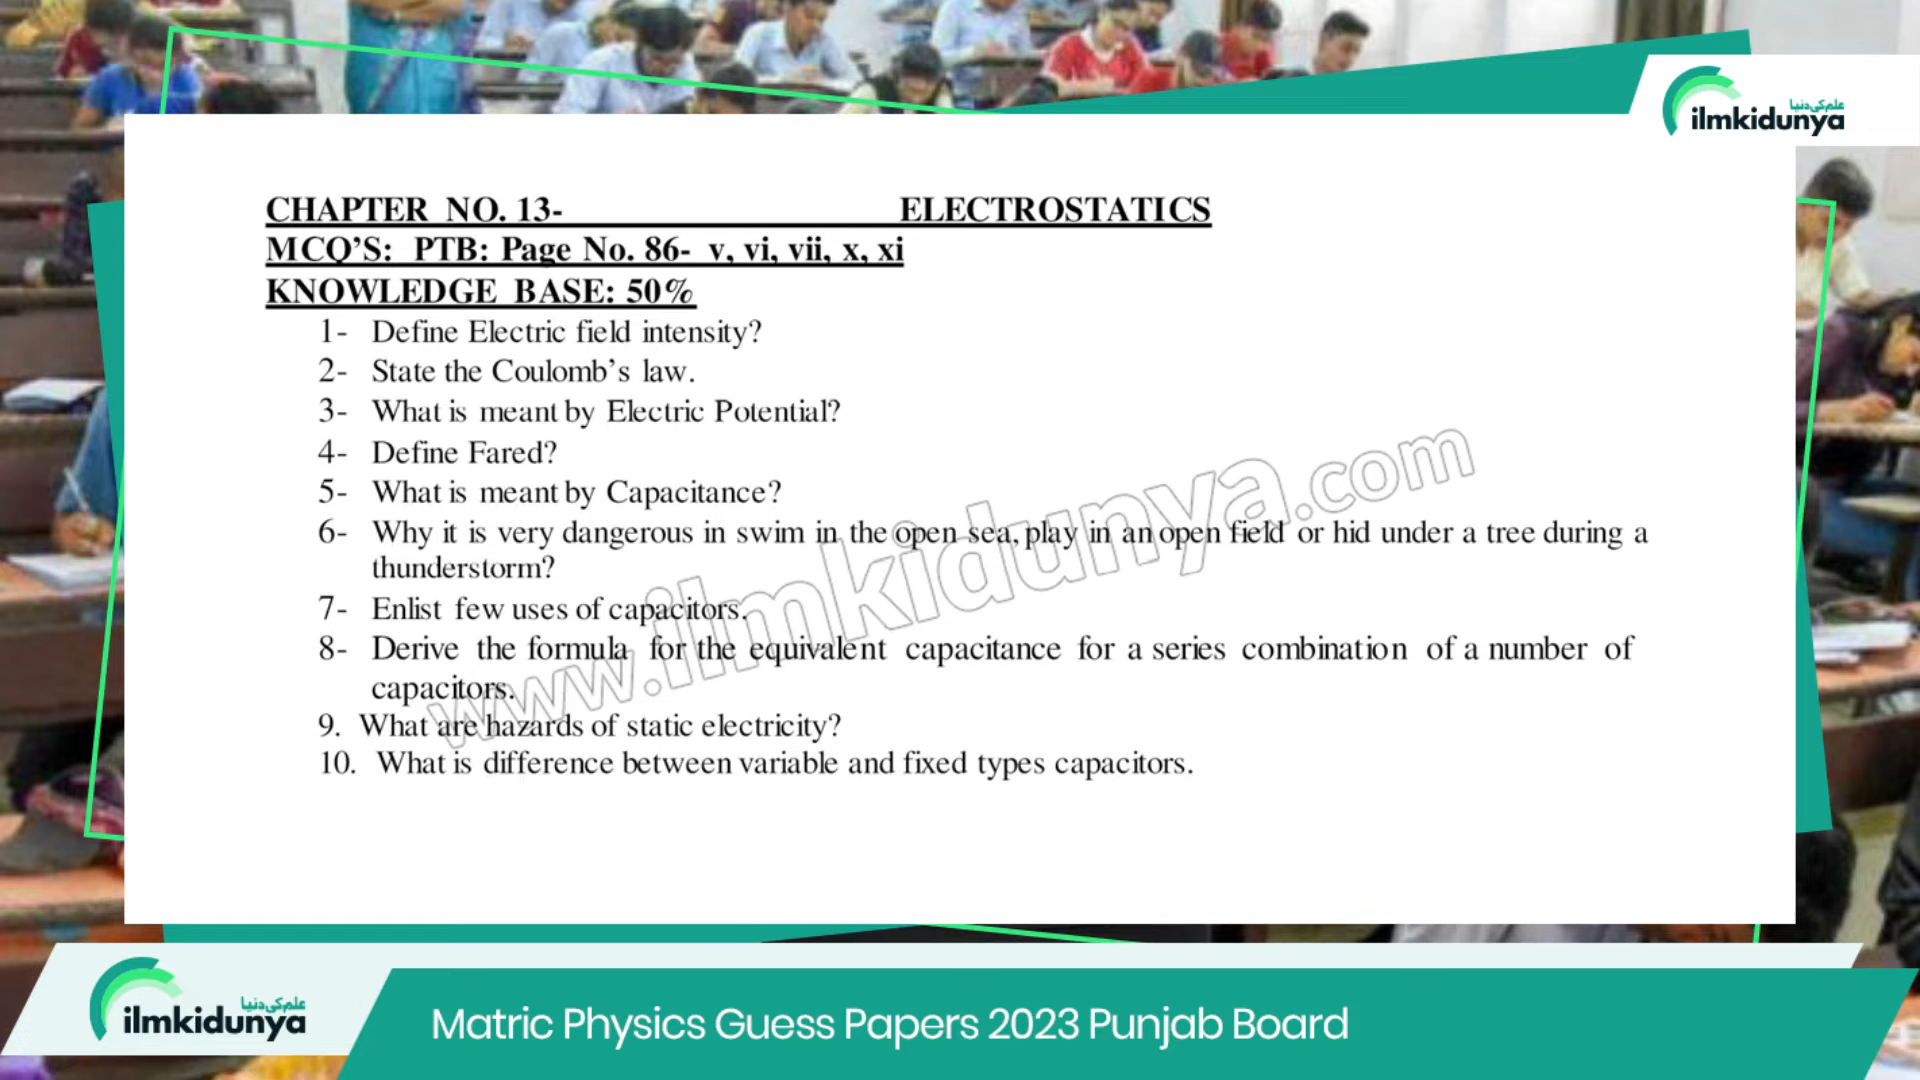 علم کی دنیا
ilmkidunya
CHAPTER NO. 13- ELECTROSTATICS
MCQ’S: PTB: Page No. 86- v, vi, vii, x, xi
KNOWLEDGE BASE: 50%
1- Define Electric field intensity?
2- State the Coulomb’s law.
3- What is meant by Electric Potential?
4- Define Fared?
5- What is meant by Capacitance?
6- Why it is very dangerous in swim in the open sea, play in an open field or hid under a tree during a
thunderstorm?
7- Enlist few uses of capacitors.
8- Derive the formula for the equivalent capacitance for a series combination of a number of
capacitors.
9. What are hazards of static electricity?
10. What is difference between variable and fixed types capacitors.
www.ilmkidunya.com
علم کی دنیا
ilmkidunya
Matric Physics Guess Papers 2023 Punjab Board